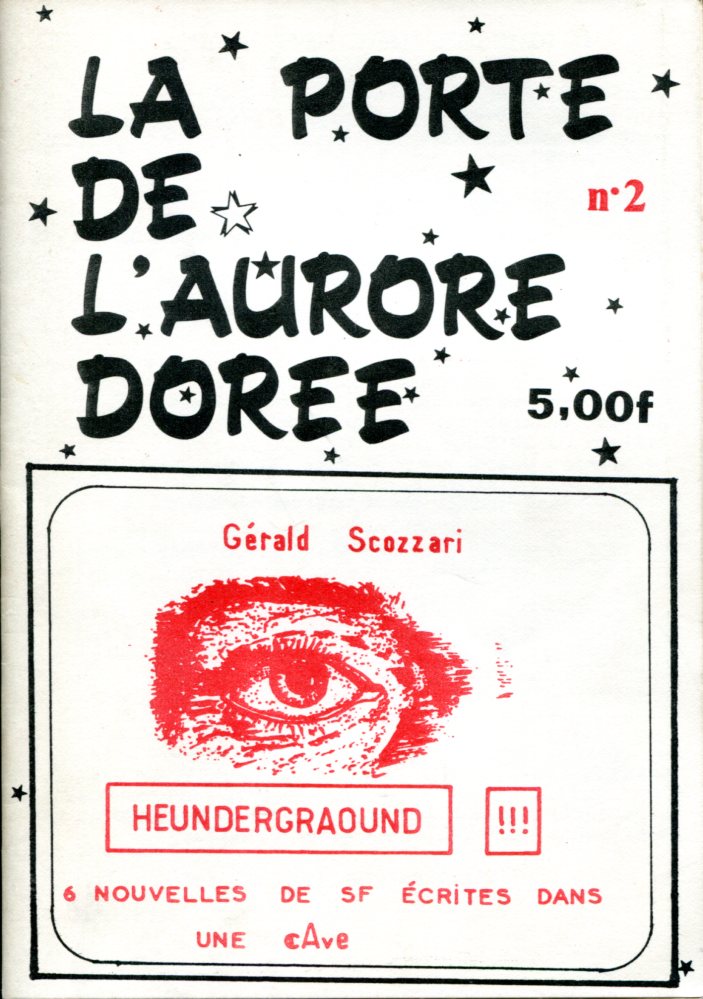 LA PORTE
DE
n°2
L'AURORE
DOREE
5,00f
Gérald Scozzari
HEUNDERGRAOUND !!!
6 NOUVELLES DE SF ÉCRiTES DANS
UNE cAve